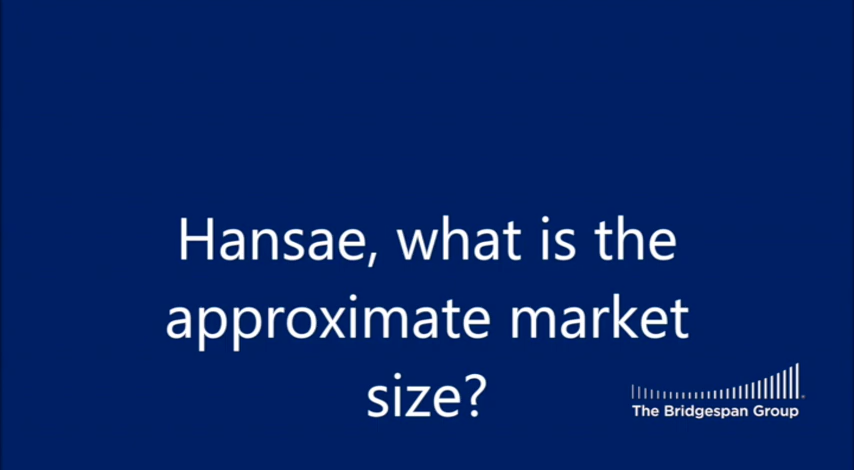 Hansae, what is the
approximate market
size?
The Bridgespan Group